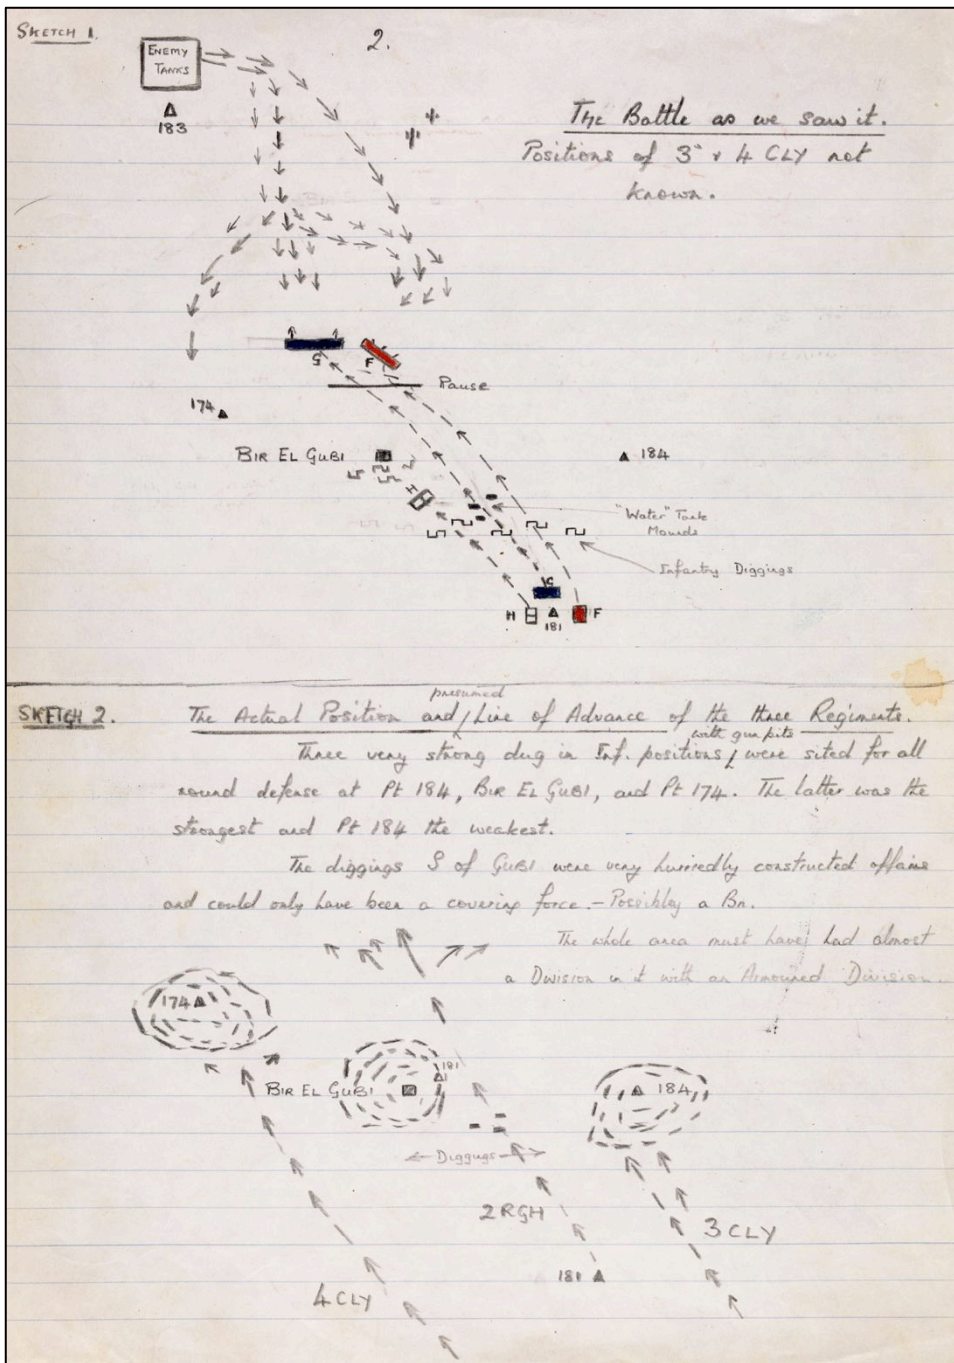 SKETCH 1.
2.
ENEMY
TANKS
183
The Battle as we saw it.
Positions of 3 & 4 CLY not
known.
G
F
Pause
174
BIR EL GUBI
184
H
"Water" Tank
Mounds
Infantry Diggings
G
H
181
F
SKETCH 2.
presumed
The Actual Position and / Line of Advance of the three Regiments.
with gun pits
Three very strong dug in Inf. positions / were sited for all
round defense at Pt 184, BIR EL GUBI, and Pt 174. The latter was the
strongest and Pt 184 the weakest.
The diggings S of GUBI were very hurriedly constructed affairs
and could only have been a covering force. - Possibley a Bn.
The whole area must have had almost
a Division in it with an Armoured Division.
174
181
BIR EL GUBI
184
Diggngs
2 RGH
3 CLY
181
4 CLY